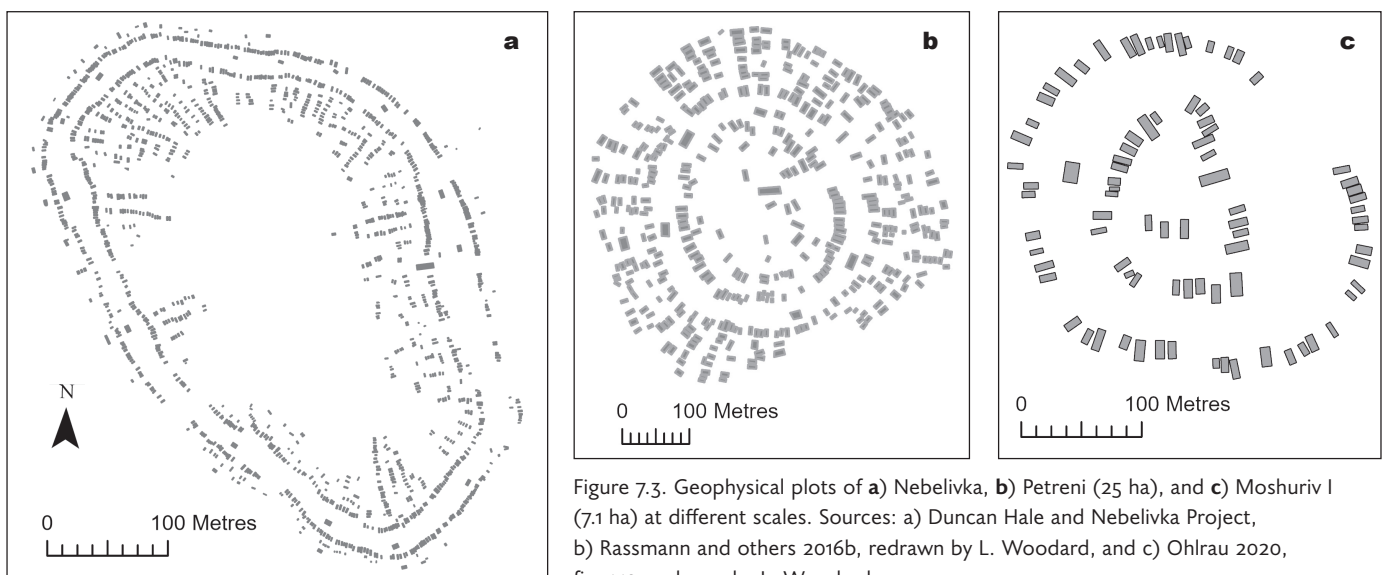 a
N
0 100 Metres
b
0 100 Metres
c
0 100 Metres
Figure 7.3. Geophysical plots of a) Nebelivka, b) Petreni (25 ha), and c) Moshuriv I
(7.1 ha) at different scales. Sources: a) Duncan Hale and Nebelivka Project,
b) Rassmann and others 2016b, redrawn by L. Woodard, and c) Ohlrau 2020,